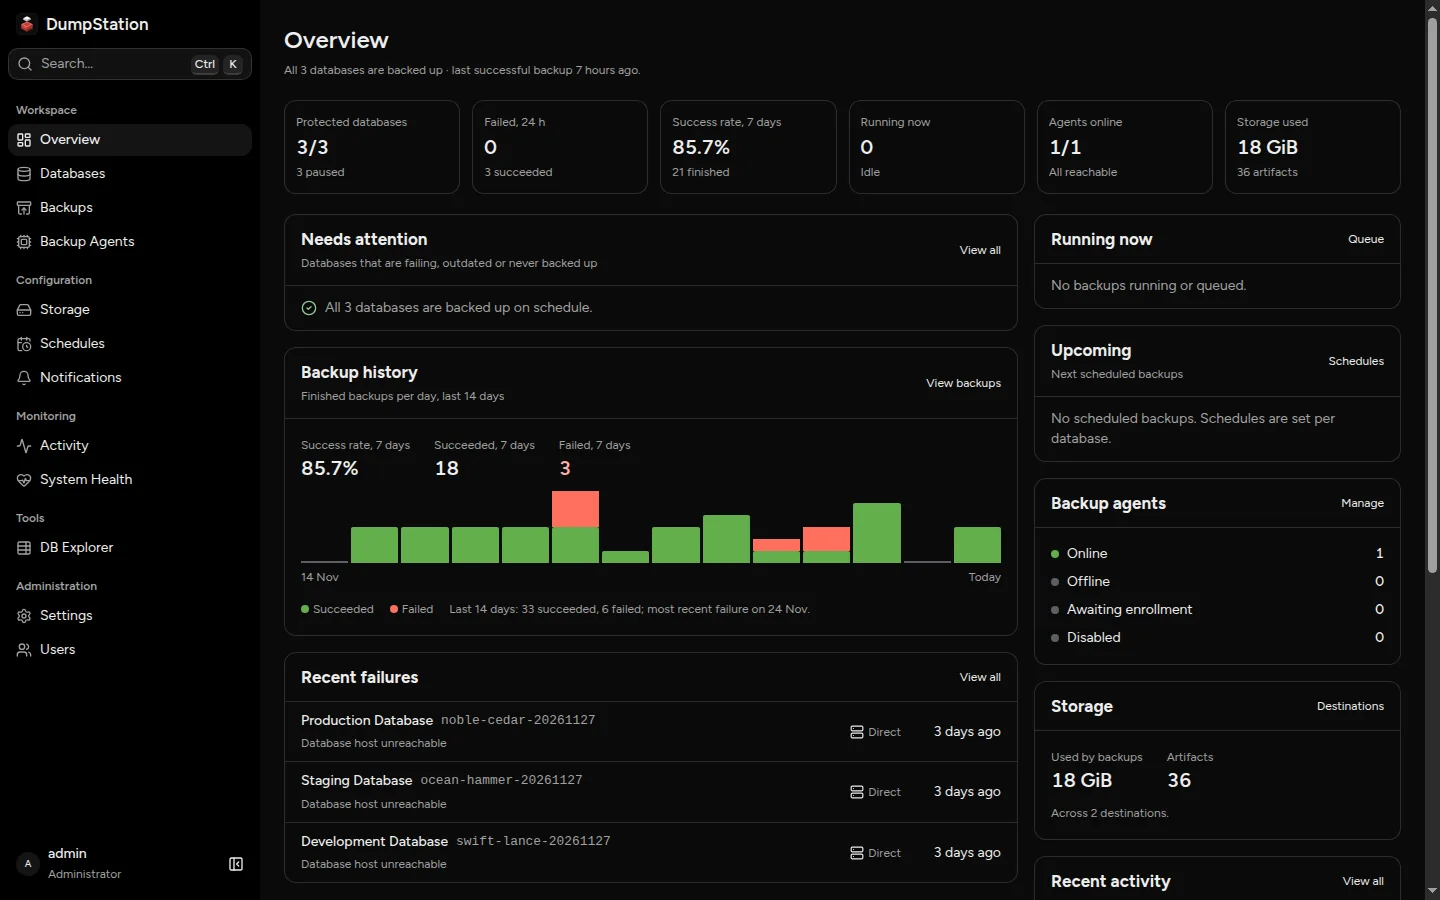 DumpStation
Search...
Ctrl K
Workspace
Overview
Databases
Backups
Backup Agents
Configuration
Storage
Schedules
Notifications
Monitoring
Activity
System Health
Tools
DB Explorer
Administration
Settings
Users
A
admin
Administrator
Overview
All 3 databases are backed up · last successful backup 7 hours ago.
Protected databases
3/3
3 paused
Failed, 24 h
0
3 succeeded
Success rate, 7 days
85.7%
21 finished
Running now
0
Idle
Agents online
1/1
All reachable
Storage used
18 GiB
36 artifacts
Needs attention
Databases that are failing, outdated or never backed up
View all
All 3 databases are backed up on schedule.
Backup history
Finished backups per day, last 14 days
View backups
Success rate, 7 days
85.7%
Succeeded, 7 days
18
Failed, 7 days
3
14 Nov
Today
Succeeded
Failed
Last 14 days: 33 succeeded, 6 failed; most recent failure on 24 Nov.
Recent failures
View all
Production Database noble-cedar-20261127
Database host unreachable
Direct
3 days ago
Staging Database ocean-hammer-20261127
Database host unreachable
Direct
3 days ago
Development Database swift-lance-20261127
Database host unreachable
Direct
3 days ago
Running now
Queue
No backups running or queued.
Upcoming
Next scheduled backups
Schedules
No scheduled backups. Schedules are set per
database.
Backup agents
Manage
Online 1
Offline 0
Awaiting enrollment 0
Disabled 0
Storage
Destinations
Used by backups
18 GiB
Artifacts
36
Across 2 destinations.
Recent activity
View all